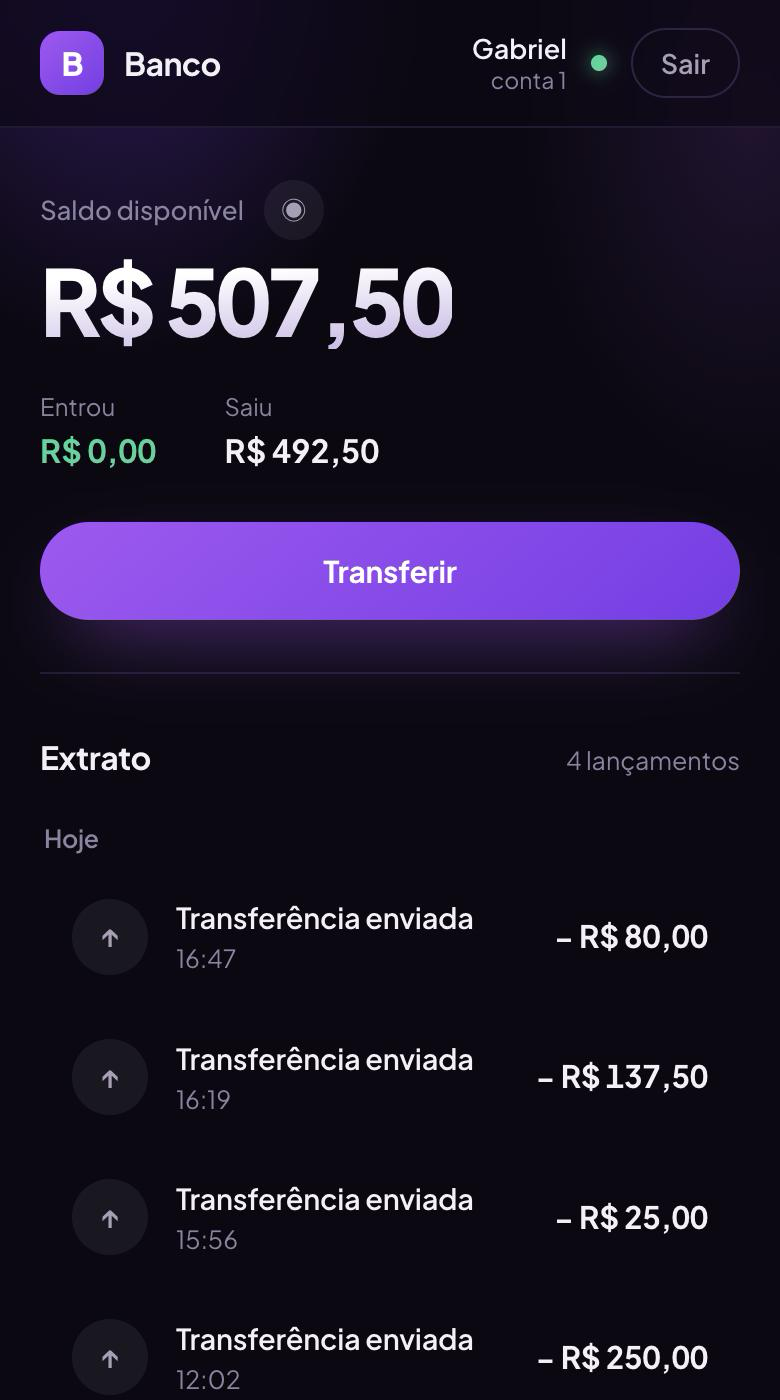 B Banco
Gabriel
conta 1
Sair
Saldo disponível
R$ 507,50
Entrou Saiu
R$ 0,00 R$ 492,50
Transferir
Extrato 4 lançamentos
Hoje
Transferência enviada
16:47
– R$ 80,00
Transferência enviada
16:19
– R$ 137,50
Transferência enviada
15:56
– R$ 25,00
Transferência enviada
12:02
– R$ 250,00